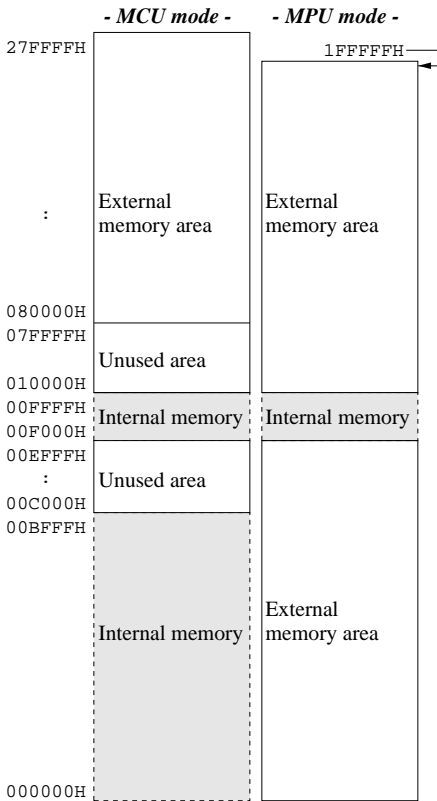 - MCU mode -   - MPU mode -
27FFFFH   1FFFFFH
External   External
:   memory area   memory area
080000H
07FFFFH
Unused area
010000H
00FFFFH   Internal memory   Internal memory
00F000H
00EFFFH
:   Unused area
00C000H
00BFFFH
External
Internal memory   memory area
000000H